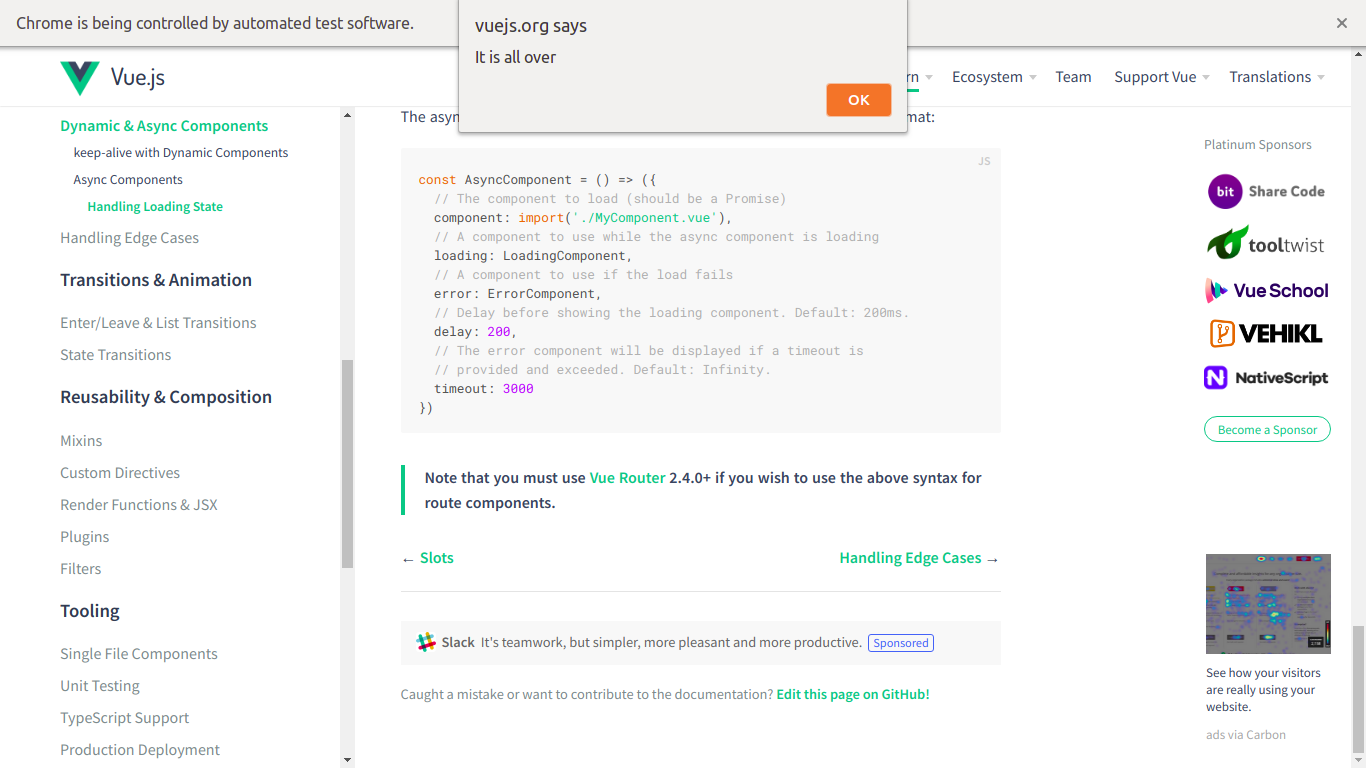 Chrome is being controlled by automated test software.
vuejs.org says
It is all over
OK
Vue.js
rn
Ecosystem
Team
Support Vue
Translations
Dynamic & Async Components
keep-alive with Dynamic Components
Async Components
Handling Loading State
Handling Edge Cases
Transitions & Animation
Enter/Leave & List Transitions
State Transitions
Reusability & Composition
Mixins
Custom Directives
Render Functions & JSX
Plugins
Filters
Tooling
Single File Components
Unit Testing
TypeScript Support
Production Deployment
The asyn
mat:
JS
const AsyncComponent = () => ({
// The component to load (should be a Promise)
component: import('./MyComponent.vue'),
// A component to use while the async component is loading
loading: LoadingComponent,
// A component to use if the load fails
error: ErrorComponent,
// Delay before showing the loading component. Default: 200ms.
delay: 200,
// The error component will be displayed if a timeout is
// provided and exceeded. Default: Infinity.
timeout: 3000
})
Note that you must use Vue Router 2.4.0+ if you wish to use the above syntax for
route components.
← Slots
Handling Edge Cases →
Slack It's teamwork, but simpler, more pleasant and more productive. Sponsored
Caught a mistake or want to contribute to the documentation? Edit this page on GitHub!
Platinum Sponsors
bit Share Code
tooltwist
Vue School
VEHIKL
NativeScript
Become a Sponsor
See how your visitors
are really using your
website.
ads via Carbon